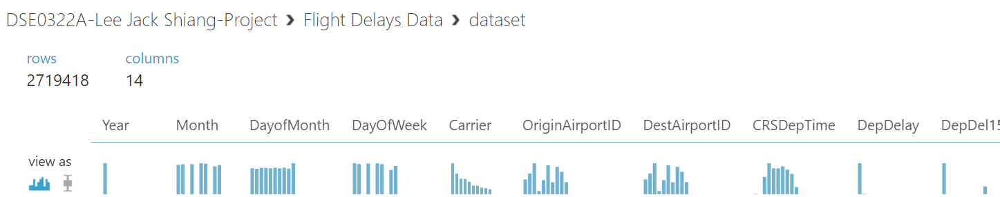 DSE0322A-Lee Jack Shiang-Project > Flight Delays Data > dataset
rows columns
2719418 14
Year Month DayofMonth DayOfWeek Carrier OriginAirportID DestAirportID CRSDepTime DepDelay DepDel15
view as